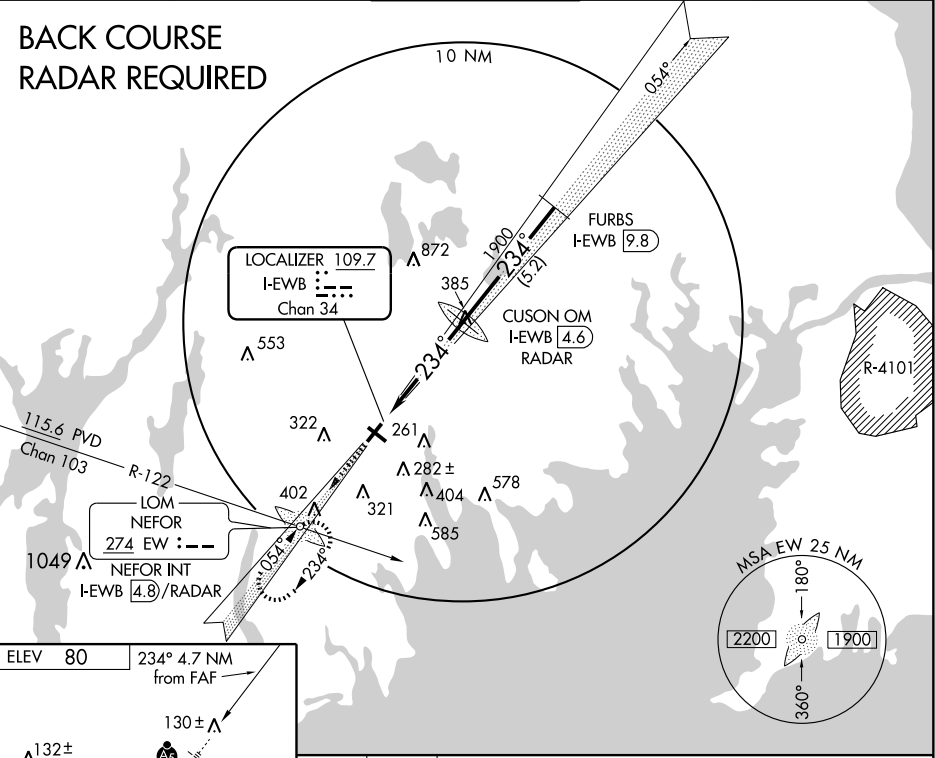 BACK COURSE
RADAR REQUIRED
10 NM
054°
FURBS
I-EWB 9.8
1900
234°
(5.2)
LOCALIZER 109.7
I-EWB
Chan 34
872
385
CUSON OM
I-EWB 4.6
RADAR
234°
553
R-4101
115.6 PVD
Chan 103
R-122
322
261
282 ±
404
578
585
321
402
LOM
NEFOR
274 EW
1049
NEFOR INT
I-EWB 4.8/RADAR
054°
234°
MSA EW 25 NM
180°
2200
1900
360°
ELEV 80
234° 4.7 NM
from FAF
130 ±
132 ±
A5